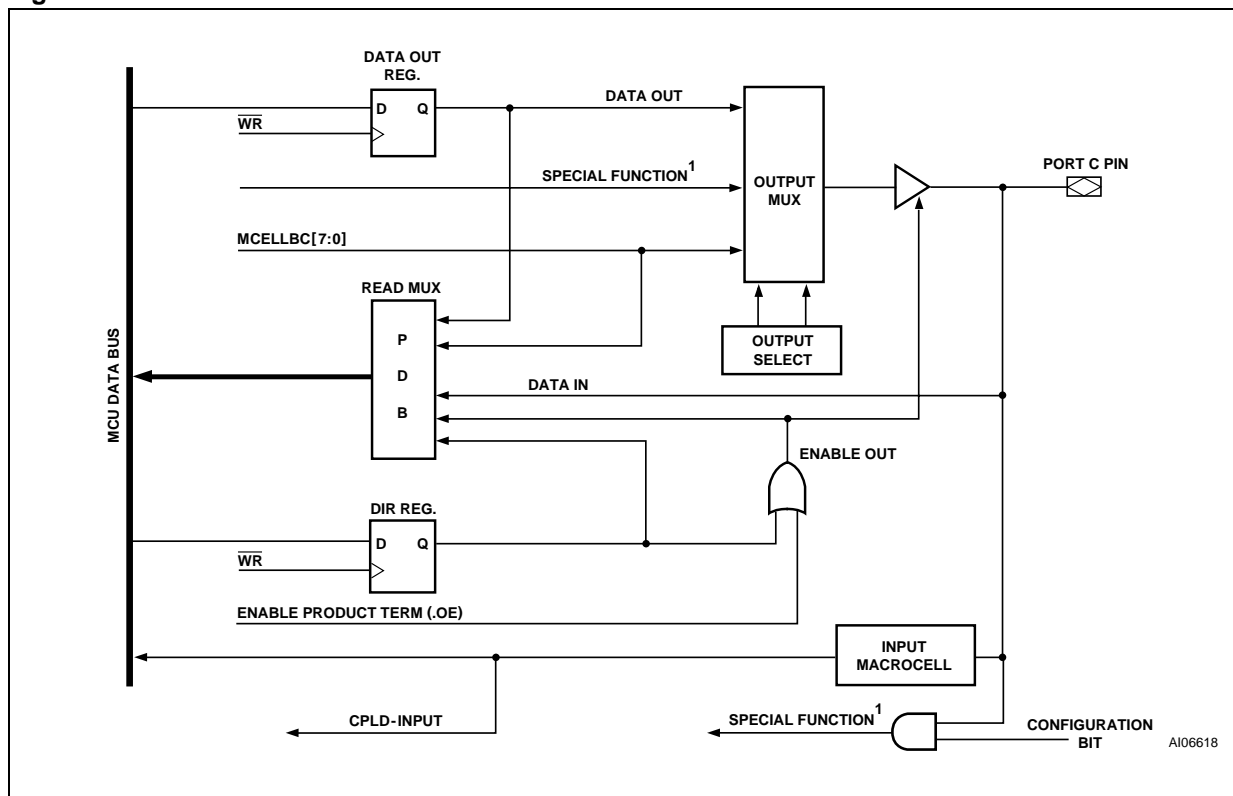 DATA OUT
REG.
D Q
WR
DATA OUT
SPECIAL FUNCTION1
OUTPUT
MUX
PORT C PIN
MCELLBC[7:0]
READ MUX
P
D
B
OUTPUT
SELECT
DATA IN
MCU DATA BUS
ENABLE OUT
DIR REG.
D Q
WR
ENABLE PRODUCT TERM (.OE)
INPUT
MACROCELL
CPLD-INPUT
SPECIAL FUNCTION1
CONFIGURATION
BIT
AI06618